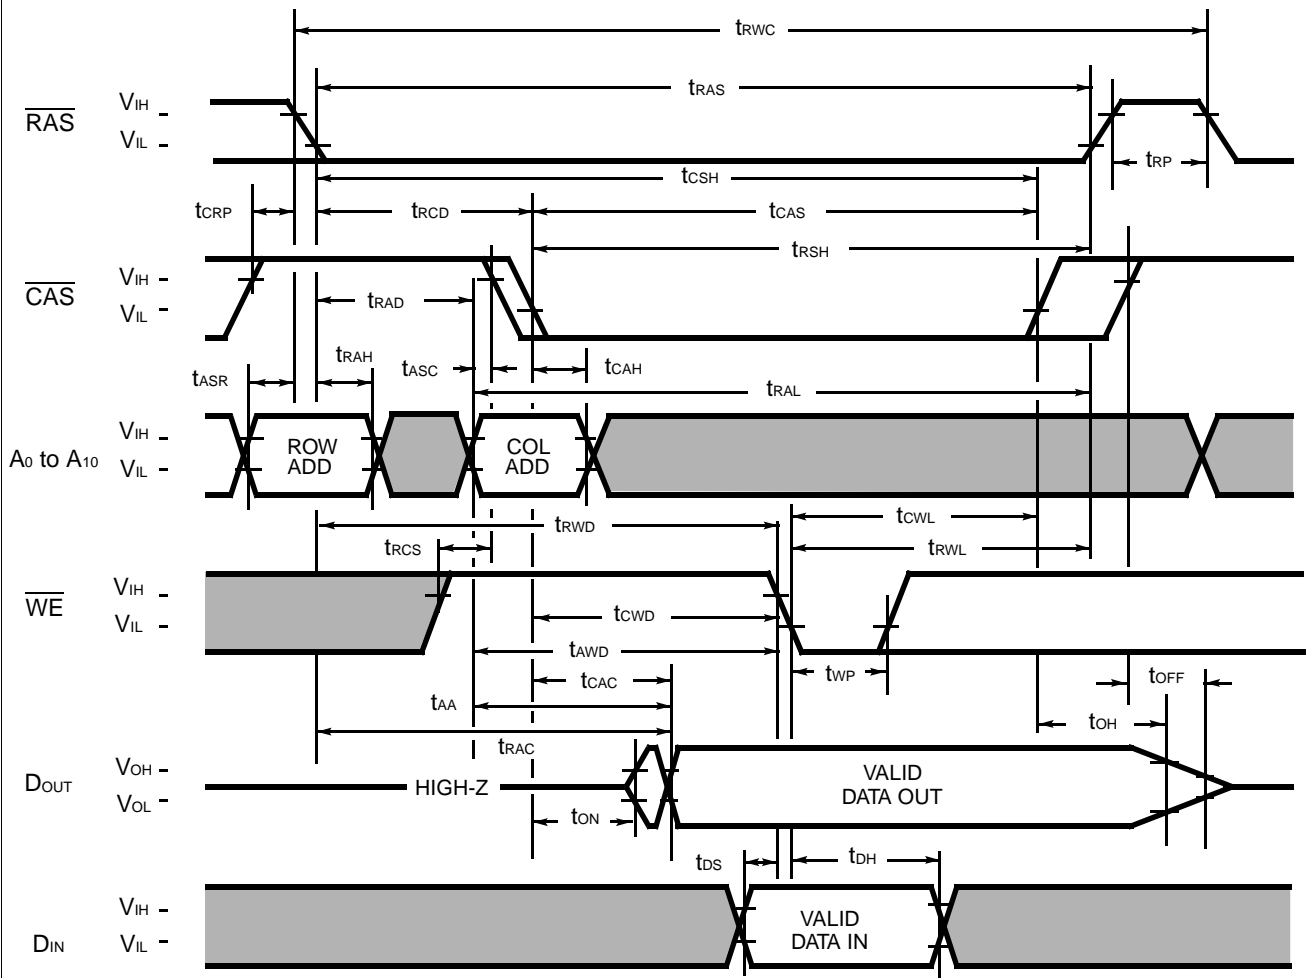 tRWC
tRAS
RAS
VIH
VIL
tRP
tCSH
tCRP
tRCD
tCAS
tRSH
CAS
VIH
VIL
tRAD
tRAH
tASR
tASC
tCAH
tRAL
A0 to A10
VIH
VIL
ROW
ADD
COL
ADD
tRWD
tCWL
tRCS
tRWL
WE
VIH
VIL
tCWD
tAWD
tCAC
tWP
tOFF
tAA
tOH
tRAC
DOUT
VOH
VOL
HIGH-Z
VALID
DATA OUT
tON
tDS
tDH
DIN
VIH
VIL
VALID
DATA IN